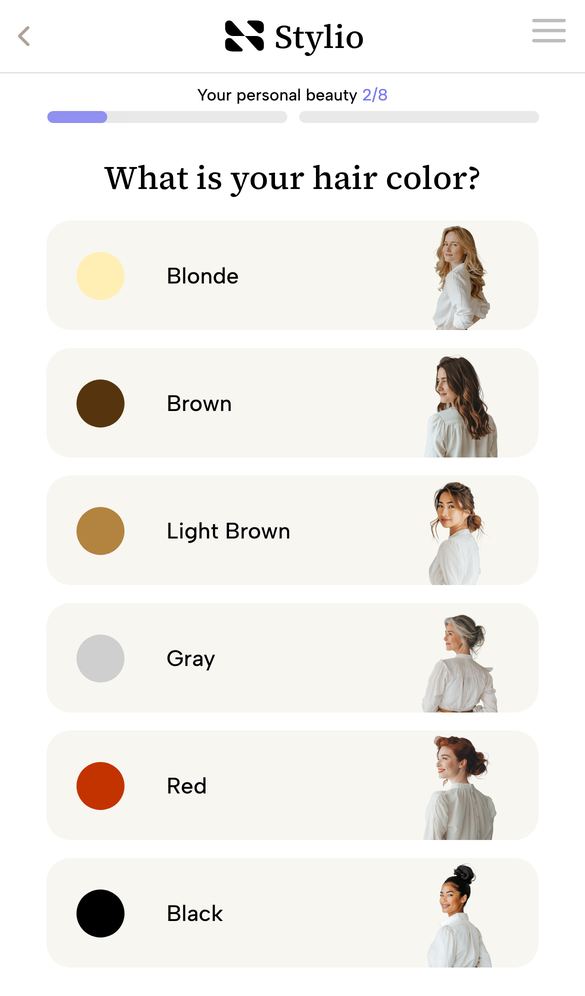 Stylio
Your personal beauty 2/8
What is your hair color?
Blonde
Brown
Light Brown
Gray
Red
Black